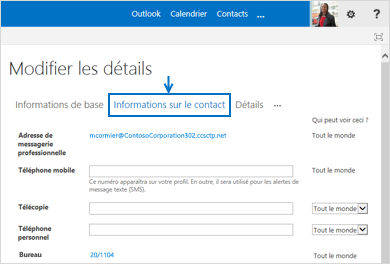 Outlook Calendrier Contacts ... ?
Modifier les détails
Informations de base Informations sur le contact Détails ...
Qui peut voir ceci ?
Adresse de messagerie professionnelle mcormier@ContosoCorporation302.ccsctp.net Tout le monde
Téléphone mobile Tout le monde
Ce numéro apparaîtra sur votre profil. En outre, il sera utilisé pour les alertes de
message texte (SMS).
Télécopie Tout le monde
Téléphone personnel Tout le monde
Bureau 20/1104 Tout le monde